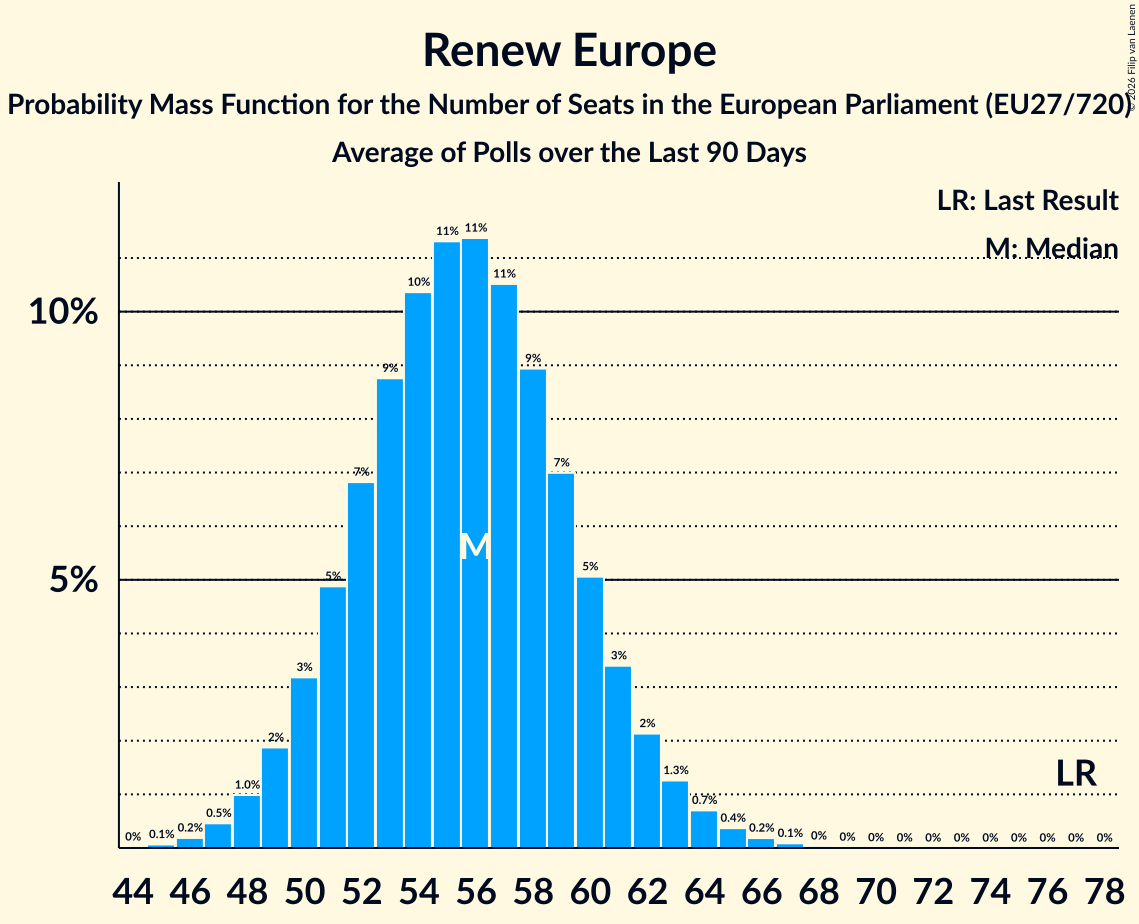 Renew Europe
Probability Mass Function for the Number of Seats in the European Parliament (EU27/720)
Average of Polls over the Last 90 Days
© 2026 Filip van Laenen
LR: Last Result
M: Median
10%
5%
0% 0.1% 0.2% 0.5% 1.0% 2% 3% 5% 7% 9% 10% 11% 11% 11% 9% 7% 5% 3% 2% 1.3% 0.7% 0.4% 0.2% 0.1% 0% 0% 0% 0% 0% 0% 0% 0% 0% 0% 0%
M
LR
44 46 48 50 52 54 56 58 60 62 64 66 68 70 72 74 76 78